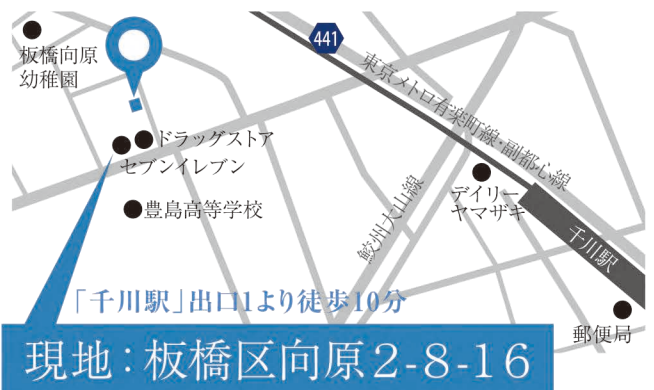 板橋向原
幼稚園
441
東京メトロ有楽町線・副都心線
ドラッグストア
セブンイレブン
豊島高等学校
鮫州大山線
デイリー
ヤマザキ
千川駅
郵便局
「千川駅」出口1より徒歩10分
現地：板橋区向原2-8-16